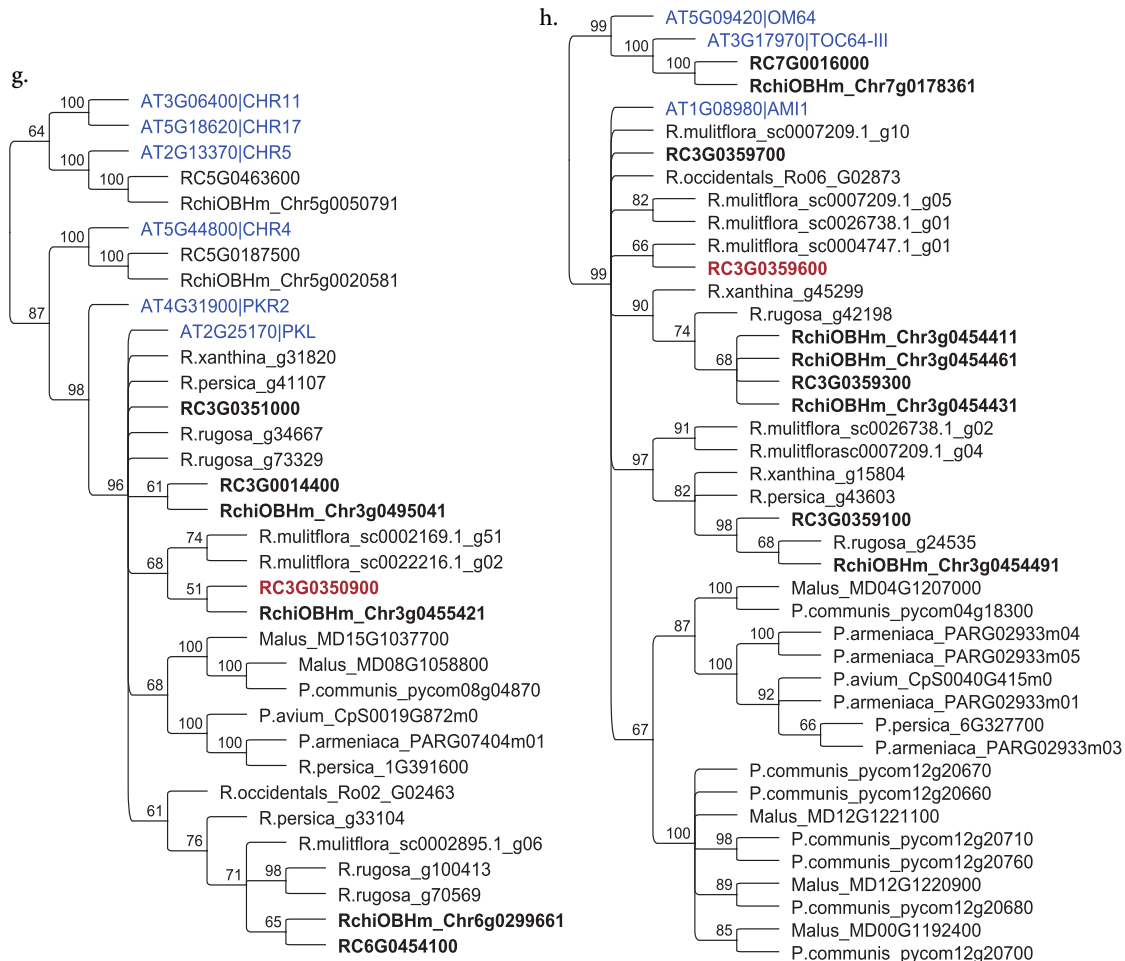 g.
100
AT3G06400|CHR11
64
AT5G18620|CHR17
100
AT2G13370|CHR5
100
RC5G0463600
RchiOBHm_Chr5g0050791
100
AT5G44800|CHR4
100
RC5G0187500
RchiOBHm_Chr5g0020581
87
AT4G31900|PKR2
98
AT2G25170|PKL
R.xanthina_g31820
R.persica_g41107
RC3G0351000
R.rugosa_g34667
R.rugosa_g73329
96
61
RC3G0014400
RchiOBHm_Chr3g0495041
68
74
R.mulitflora_sc0002169.1_g51
R.mulitflora_sc0022216.1_g02
51
RC3G0350900
RchiOBHm_Chr3g0455421
68
100
Malus_MD15G1037700
100
Malus_MD08G1058800
P.communis_pycom08g04870
100
P.avium_CpS0019G872m0
100
P.armeniaca_PARG07404m01
R.persica_1G391600
61
R.occidentals_Ro02_G02463
76
R.persica_g33104
71
R.mulitflora_sc0002895.1_g06
98
R.rugosa_g100413
R.rugosa_g70569
65
RchiOBHm_Chr6g0299661
RC6G0454100
h.
99
AT5G09420|OM64
100
AT3G17970|TOC64-III
100
RC7G0016000
RchiOBHm_Chr7g0178361
99
AT1G08980|AMI1
R.mulitflora_sc0007209.1_g10
RC3G0359700
R.occidentals_Ro06_G02873
82
R.mulitflora_sc0007209.1_g05
R.mulitflora_sc0026738.1_g01
66
R.mulitflora_sc0004747.1_g01
RC3G0359600
90
R.xanthina_g45299
74
R.rugosa_g42198
68
RchiOBHm_Chr3g0454411
RchiOBHm_Chr3g0454461
RC3G0359300
RchiOBHm_Chr3g0454431
97
91
R.mulitflora_sc0026738.1_g02
R.mulitflorasc0007209.1_g04
82
R.xanthina_g15804
R.persica_g43603
98
RC3G0359100
68
R.rugosa_g24535
RchiOBHm_Chr3g0454491
67
87
100
Malus_MD04G1207000
P.communis_pycom04g18300
100
100
P.armeniaca_PARG02933m04
P.armeniaca_PARG02933m05
92
P.avium_CpS0040G415m0
P.armeniaca_PARG02933m01
66
P.persica_6G327700
P.armeniaca_PARG02933m03
100
P.communis_pycom12g20670
P.communis_pycom12g20660
Malus_MD12G1221100
98
P.communis_pycom12g20710
P.communis_pycom12g20760
89
Malus_MD12G1220900
P.communis_pycom12g20680
85
Malus_MD00G1192400
P.communis_pycom12g20700